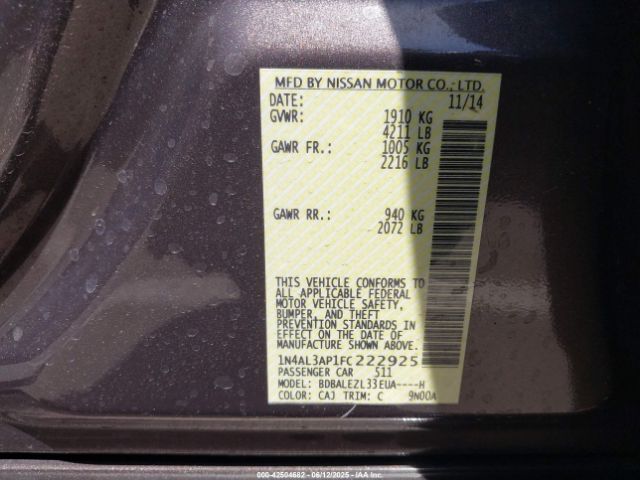 MFD BY NISSAN MOTOR CO., LTD.
DATE: 11/14
GVWR: 1910 KG
4211 LB
GAWR FR.: 1005 KG
2216 LB
GAWR RR.: 940 KG
2072 LB
THIS VEHICLE CONFORMS TO
ALL APPLICABLE FEDERAL
MOTOR VEHICLE SAFETY,
BUMPER, AND THEFT
PREVENTION STANDARDS IN
EFFECT ON THE DATE OF
MANUFACTURE SHOWN ABOVE.
1N4AL3AP1FC222925
PASSENGER CAR 511
MODEL: BDBALEZL33EUA----H
COLOR: CAJ TRIM: C 9N00A
000-42504682 - 06/12/2025 - IAA Inc.